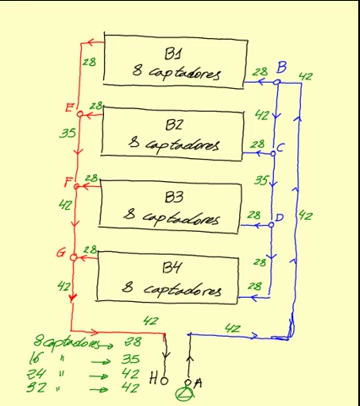 B1
8 captadores
28
28
B
42
E
28
42
B2
8 captadores
35
28
C
F
28
35
B3
8 captadores
42
28
D
42
G
28
28
B4
8 captadores
42
28
42
42
8 captadores → 28
16 " → 35
24 " → 42
32 " → 42
H
A